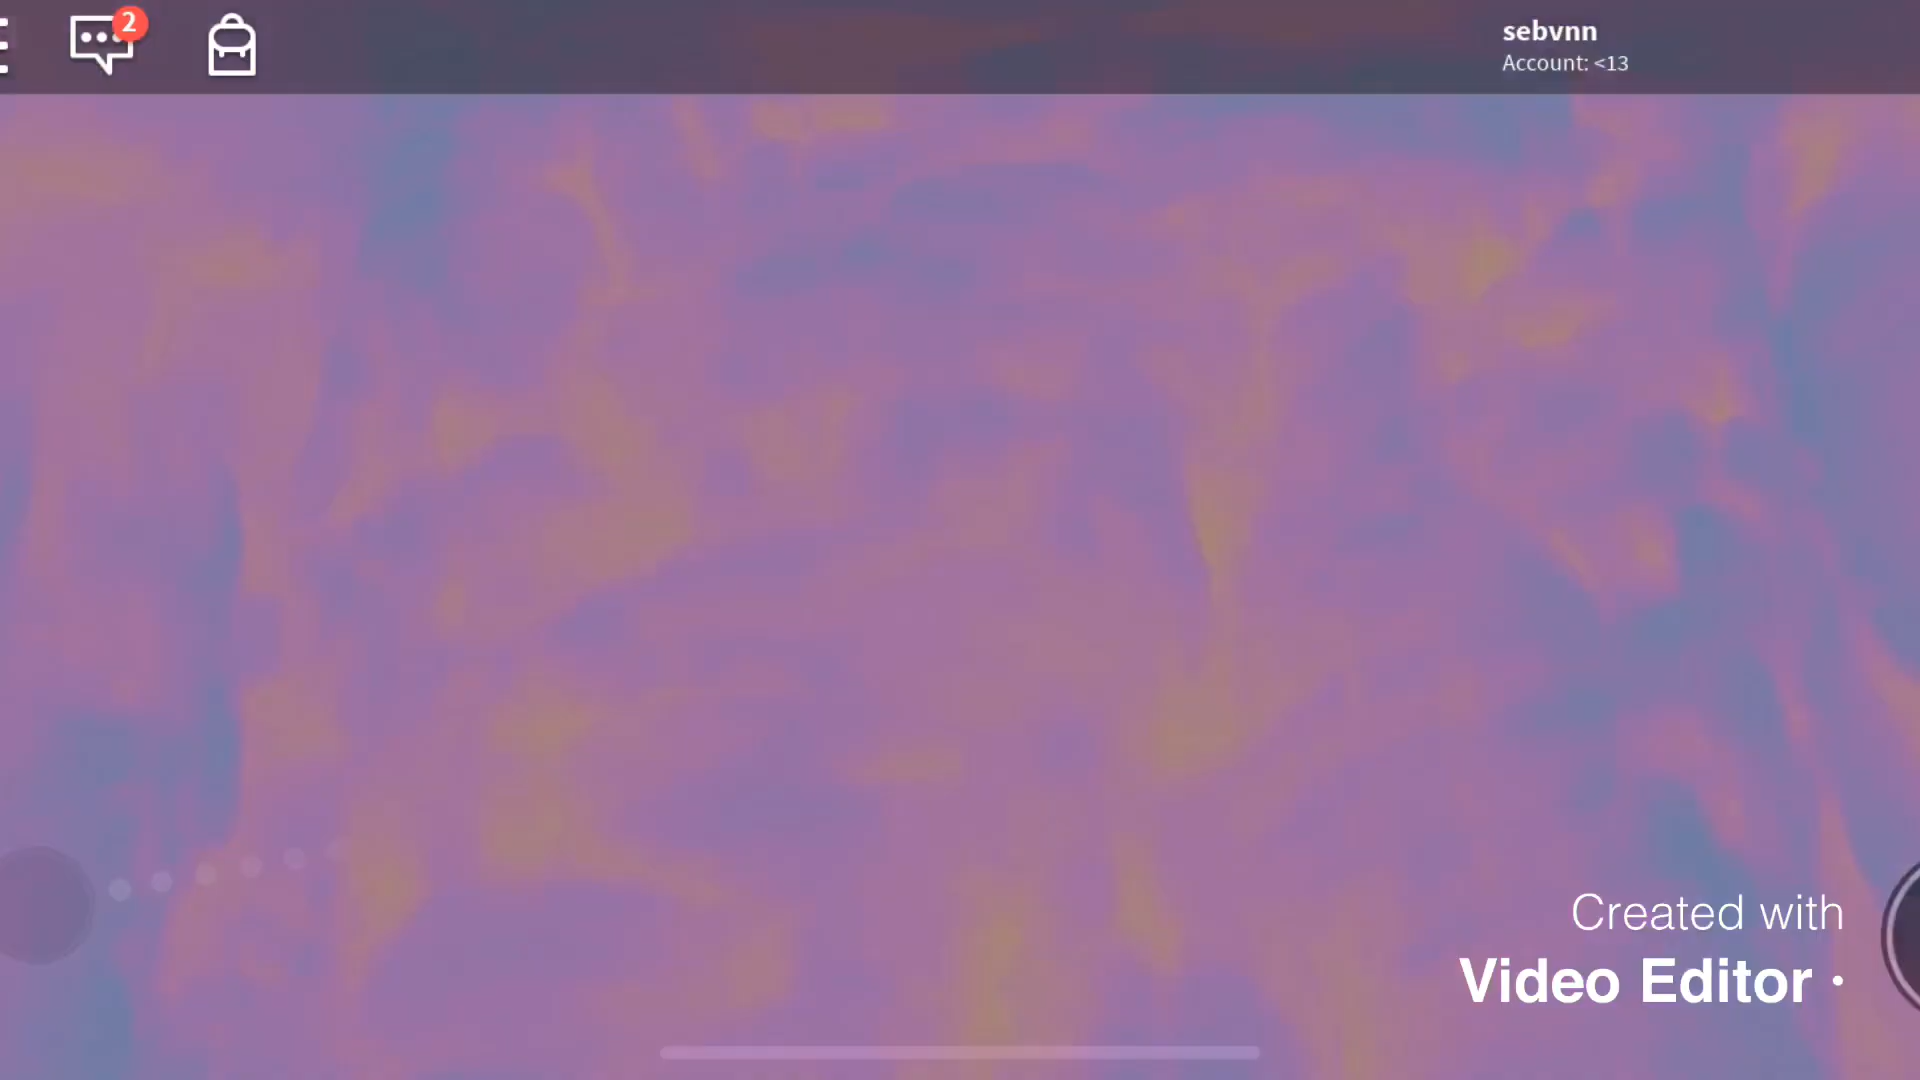 2
sebvnn
Account: <13
Created with
Video Editor •